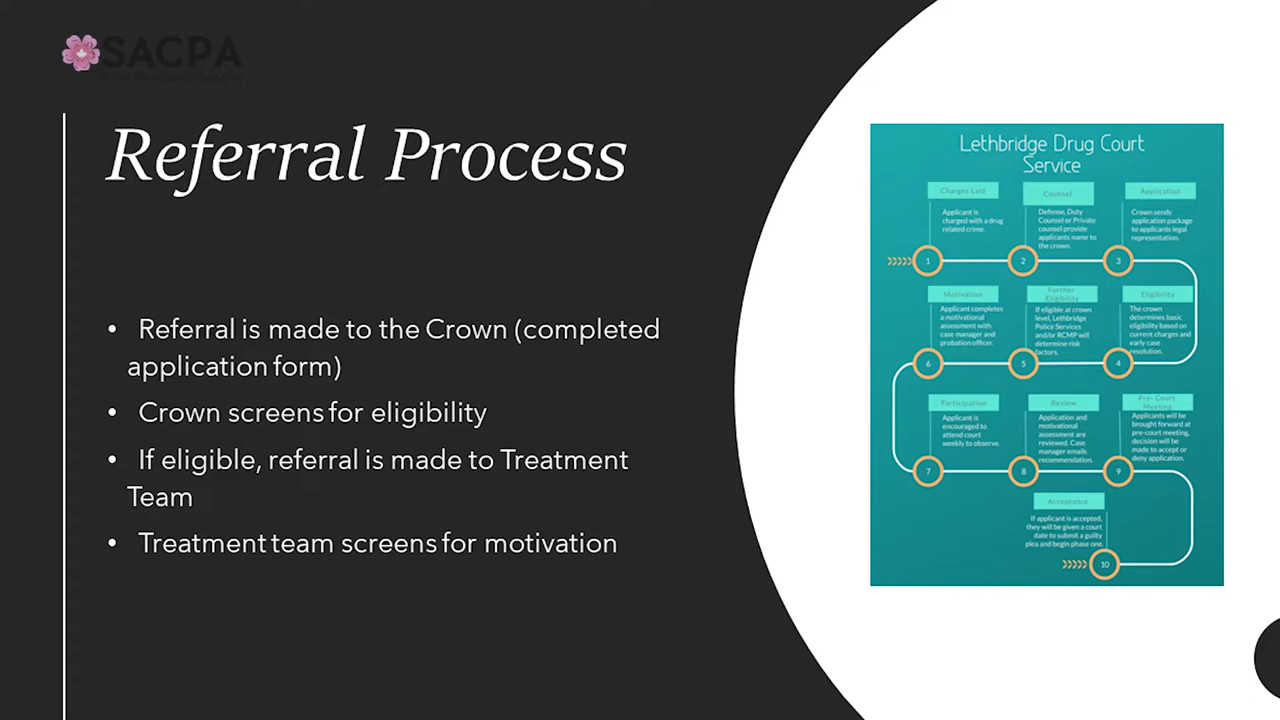 SACPA
Referral Process
• Referral is made to the Crown (completed
application form)
• Crown screens for eligibility
• If eligible, referral is made to Treatment
Team
• Treatment team screens for motivation
Lethbridge Drug Court
Service
Charges Laid
Applicant is
charged with a drug
related crime.
1
Counsel
Defense, Duty
Counsel or Private
counsel provide
applicants name to
the crown.
2
Application
Crown sends
application package
to applicants legal
representation.
3
Eligibility
The crown
determines basic
eligibility based on
current charges and
early case
resolution.
4
Further
Eligibility
If eligible at crown
level, Lethbridge
Police Services
and/or RCMP will
determine risk
factors.
5
Motivation
Applicant completes
a motivational
assessment with
case manager and
probation officer.
6
Participation
Applicant is
encouraged to
attend court
weekly to observe.
7
Review
Application and
motivational
assessment are
reviewed. Case
manager emails
recommendation.
8
Pre- Court
Meeting
Applicants will be
brought forward at
pre-court meeting,
decision will be
made to accept or
deny application.
9
Acceptance
If applicant is accepted,
they will be given a court
date to submit a guilty
plea and begin phase one.
10